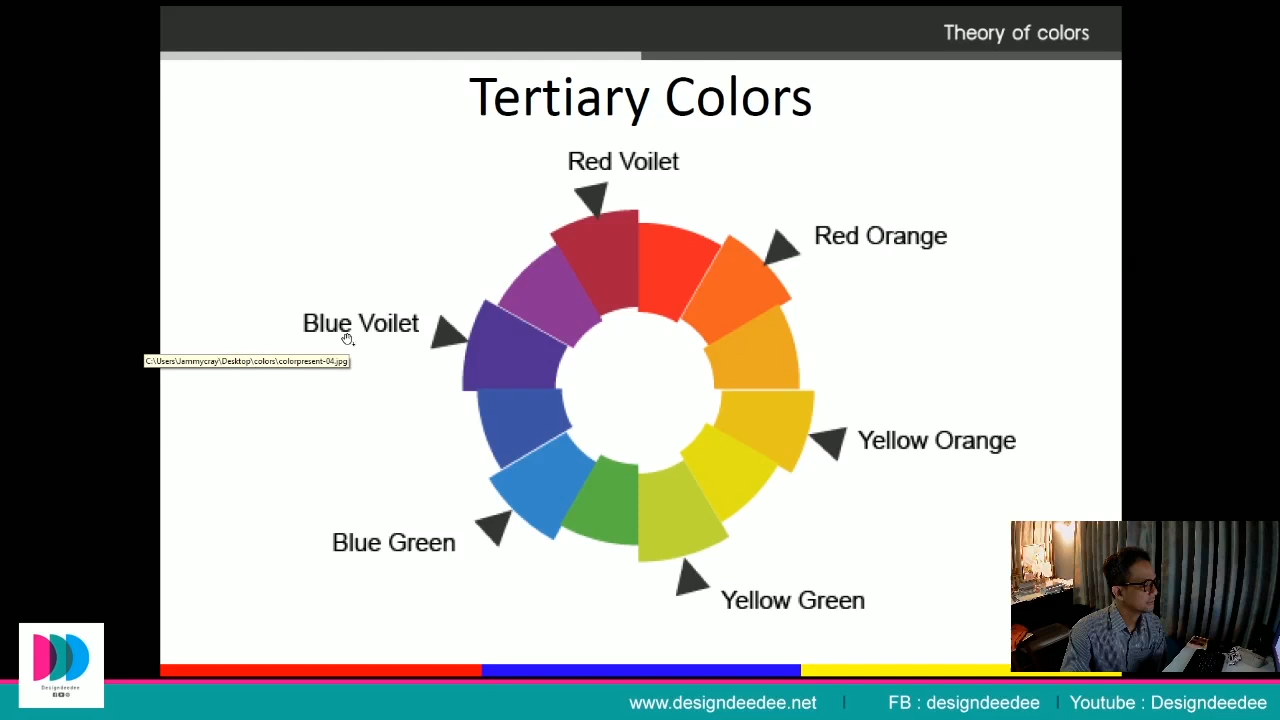 Theory of colors
Tertiary Colors
Red Voilet
Red Orange
Blue Voilet
C:\Users\Jammycray\Desktop\colors\colorpresent-04.jpg
Yellow Orange
Blue Green
Yellow Green
Designdeedee
www.designdeedee.net | FB : designdeedee | Youtube : Designdeedee